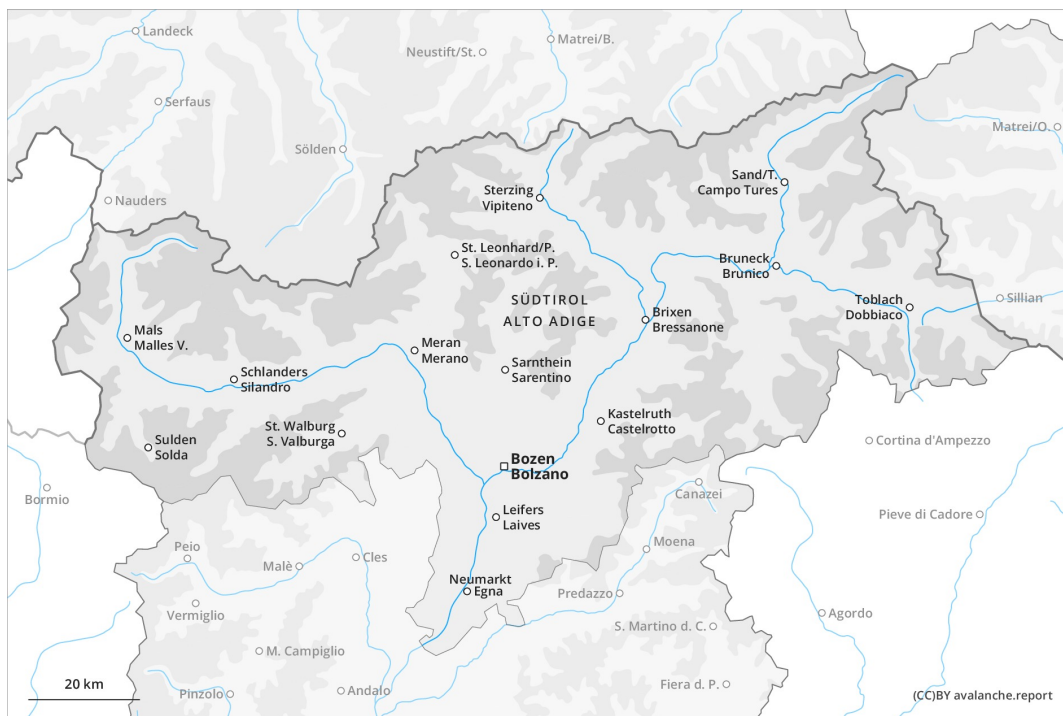 Landeck
Matrei/B.
Neustift/St.
Serfaus
Matrei/O.
Sölden
Sand/T.
Campo Tures
Sterzing
Vipiteno
Nauders
St. Leonhard/P.
S. Leonardo i. P.
Bruneck
Brunico
SÜDTIROL
ALTO ADIGE
Toblach
Dobbiaco
Sillian
Brixen
Bressanone
Mals
Malles V.
Meran
Merano
Sarnthein
Sarentino
Schlanders
Silandro
Kastelruth
Castelrotto
St. Walburg
S. Valburga
Sulden
Solda
Cortina d'Ampezzo
Bozen
Bolzano
Bormio
Canazei
Leifers
Laives
Pieve di Cadore
Peio
Moena
Cles
Malè
Neumarkt
Egna
Predazzo
Vermiglio
Agordo
S. Martino d. C.
M. Campiglio
20 km
Pinzolo
Andalo
Fiera d. P.
(CC)BY avalanche.report